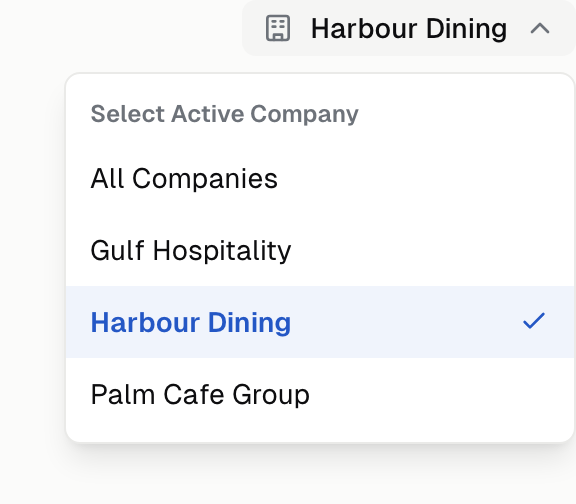 Harbour Dining
Select Active Company
All Companies
Gulf Hospitality
Harbour Dining
Palm Cafe Group